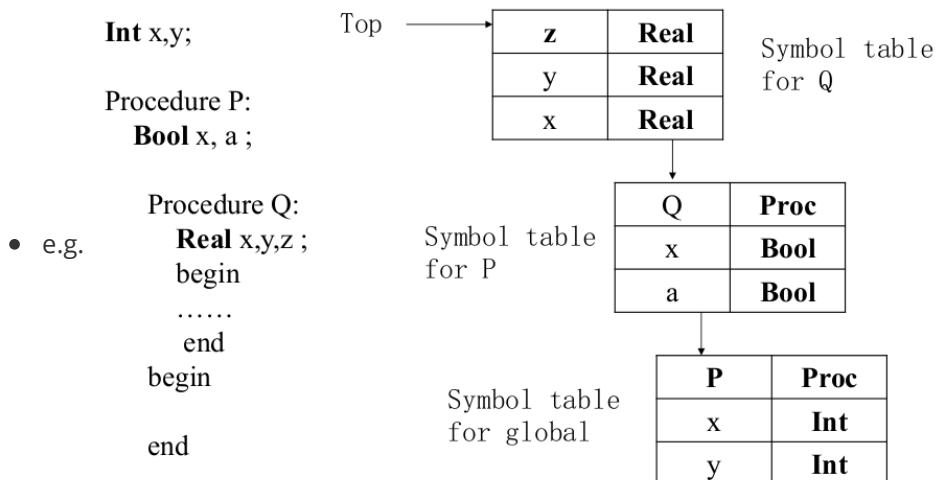 Int x,y;
Procedure P:
Bool x, a ;
Procedure Q:
• e.g.
Real x,y,z ;
begin
......
end
begin
end
Top
z Real
y Real
x Real
Symbol table
for Q
Q Proc
x Bool
a Bool
Symbol table
for P
P Proc
x Int
y Int
Symbol table
for global